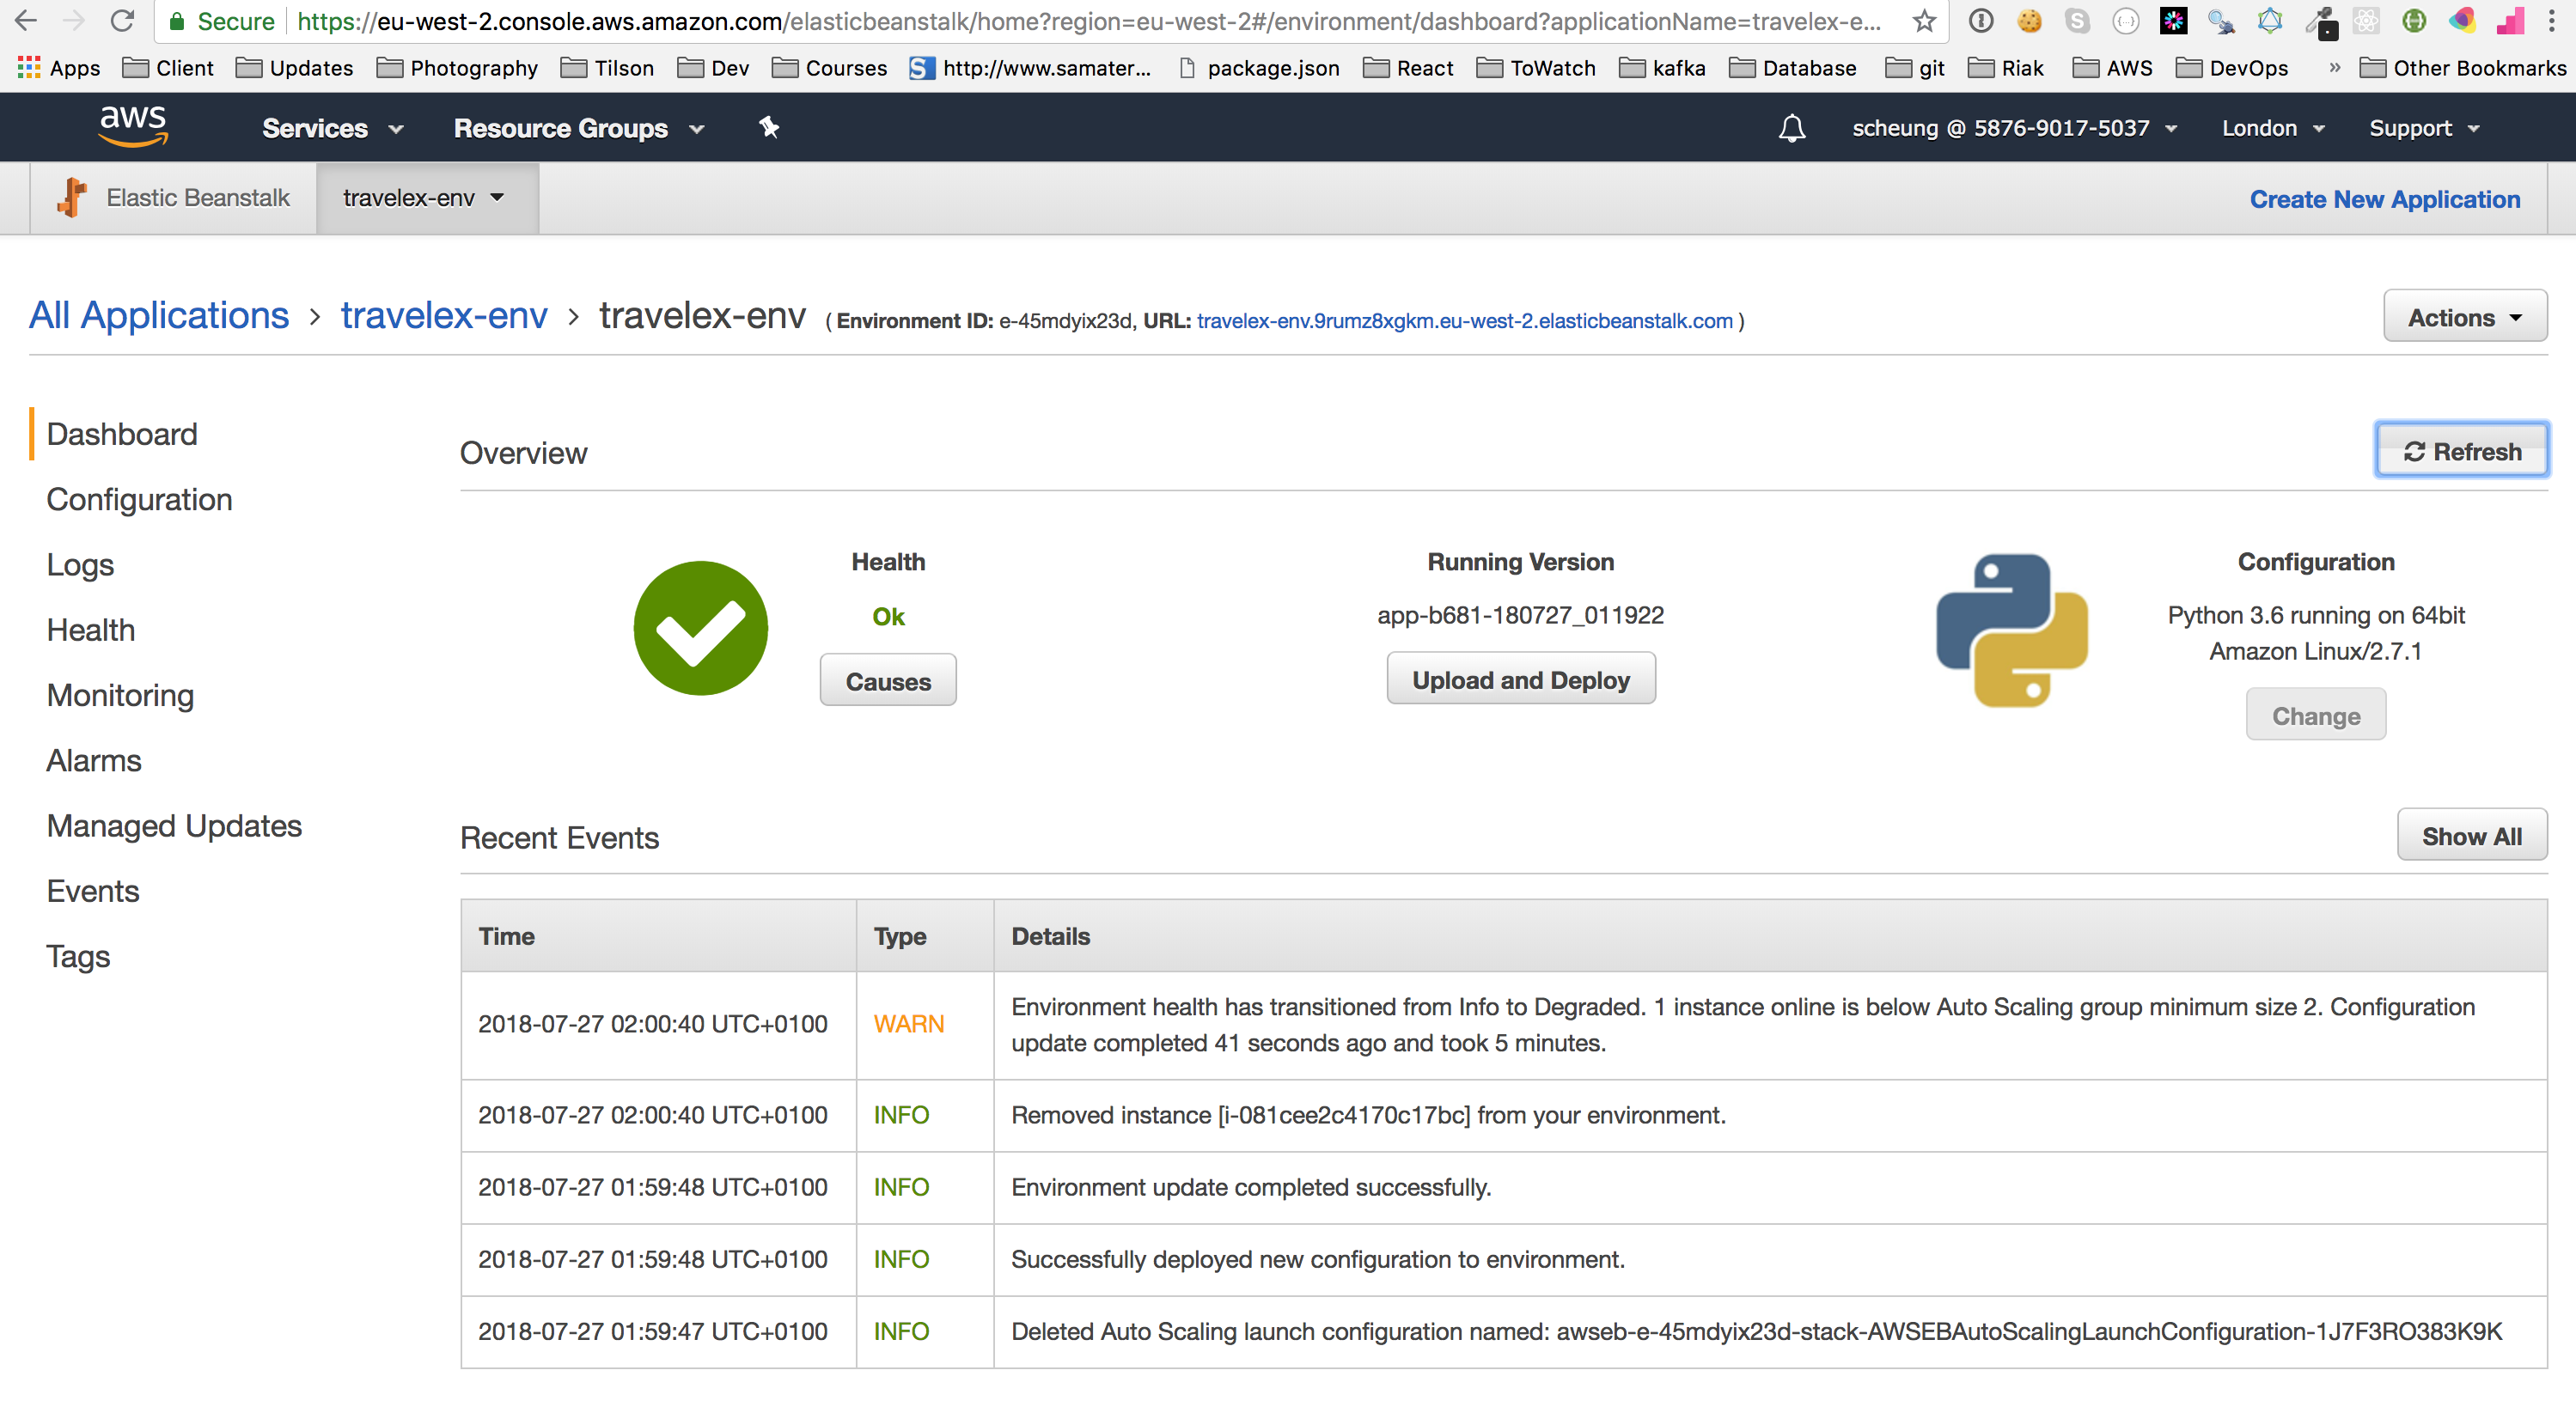 Secure https://eu-west-2.console.aws.amazon.com/elasticbeanstalk/home?region=eu-west-2#/environment/dashboard?applicationName=travelex-e...
Apps Client Updates Photography Tilson Dev Courses http://www.samater... package.json React ToWatch kafka Database git Riak AWS DevOps » Other Bookmarks
aws Services Resource Groups scheung @ 5876-9017-5037 London Support
Elastic Beanstalk travelex-env Create New Application
All Applications > travelex-env > travelex-env ( Environment ID: e-45mdyix23d, URL: travelex-env.9rumz8xgkm.eu-west-2.elasticbeanstalk.com ) Actions
Dashboard
Configuration
Logs
Health
Monitoring
Alarms
Managed Updates
Events
Tags
Overview Refresh
Health
Ok
Causes
Running Version
app-b681-180727_011922
Upload and Deploy
Configuration
Python 3.6 running on 64bit
Amazon Linux/2.7.1
Change
Recent Events Show All
Time Type Details
2018-07-27 02:00:40 UTC+0100 WARN Environment health has transitioned from Info to Degraded. 1 instance online is below Auto Scaling group minimum size 2. Configuration
update completed 41 seconds ago and took 5 minutes.
2018-07-27 02:00:40 UTC+0100 INFO Removed instance [i-081cee2c4170c17bc] from your environment.
2018-07-27 01:59:48 UTC+0100 INFO Environment update completed successfully.
2018-07-27 01:59:48 UTC+0100 INFO Successfully deployed new configuration to environment.
2018-07-27 01:59:47 UTC+0100 INFO Deleted Auto Scaling launch configuration named: awseb-e-45mdyix23d-stack-AWSEBAutoScalingLaunchConfiguration-1J7F3RO383K9K